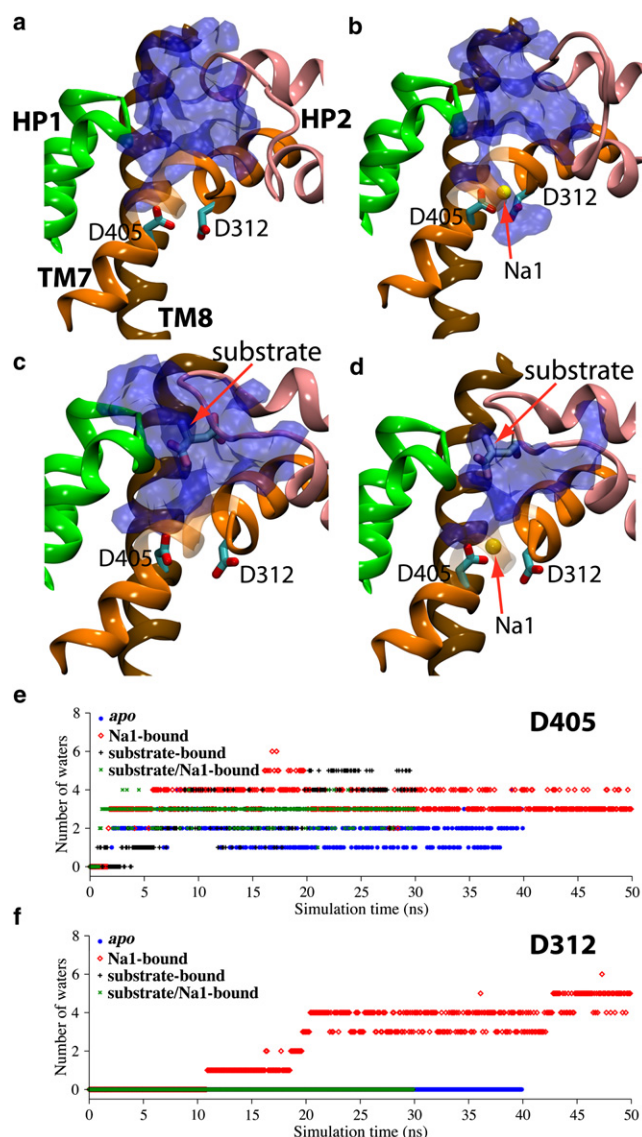 a
b
HP1
HP2
D405
D312
TM7
TM8
D405
D312
Na1
substrate
c
d
substrate
D405
D312
D405
D312
Na1
e
D405
apo
Na1-bound
substrate-bound
substrate/Na1-bound
Number of waters
8
6
4
2
0
0 5 10 15 20 25 30 35 40 45 50
Simulation time (ns)
f
D312
apo
Na1-bound
substrate-bound
substrate/Na1-bound
Number of waters
8
6
4
2
0
0 5 10 15 20 25 30 35 40 45 50
Simulation time (ns)